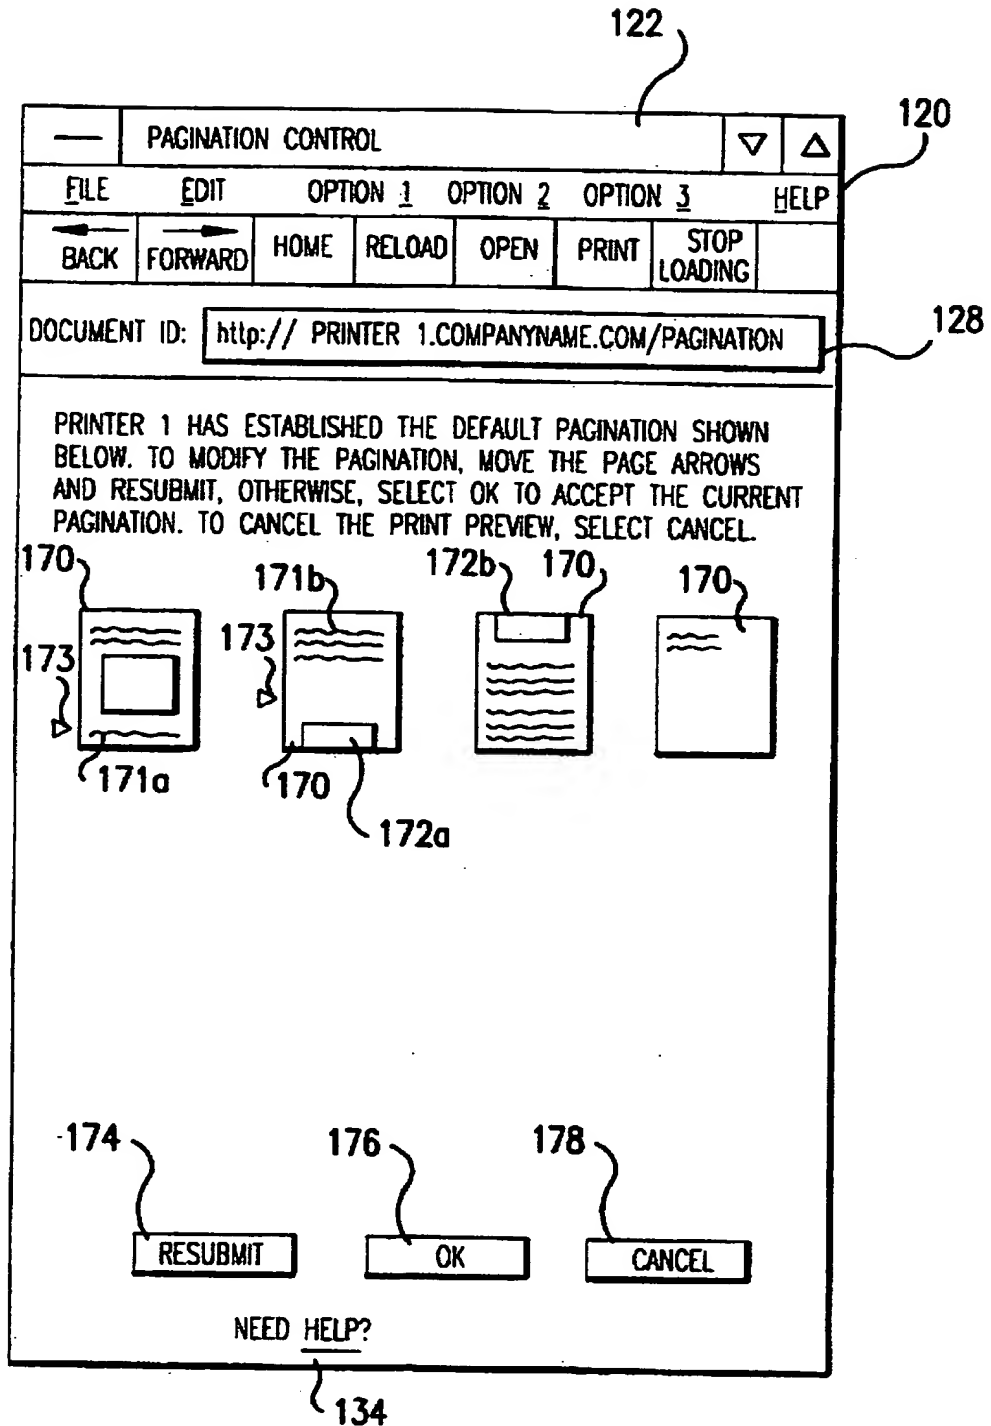 122
120
PAGINATION CONTROL
FILE EDIT OPTION 1 OPTION 2 OPTION 3 HELP
BACK FORWARD HOME RELOAD OPEN PRINT STOP LOADING
128
DOCUMENT ID: http:// PRINTER 1.COMPANYNAME.COM/PAGINATION
PRINTER 1 HAS ESTABLISHED THE DEFAULT PAGINATION SHOWN
BELOW. TO MODIFY THE PAGINATION, MOVE THE PAGE ARROWS
AND RESUBMIT, OTHERWISE, SELECT OK TO ACCEPT THE CURRENT
PAGINATION. TO CANCEL THE PRINT PREVIEW, SELECT CANCEL.
170 171b 172b 170 170
173 173
171a 170
172a
174 176 178
RESUBMIT OK CANCEL
NEED HELP?
134